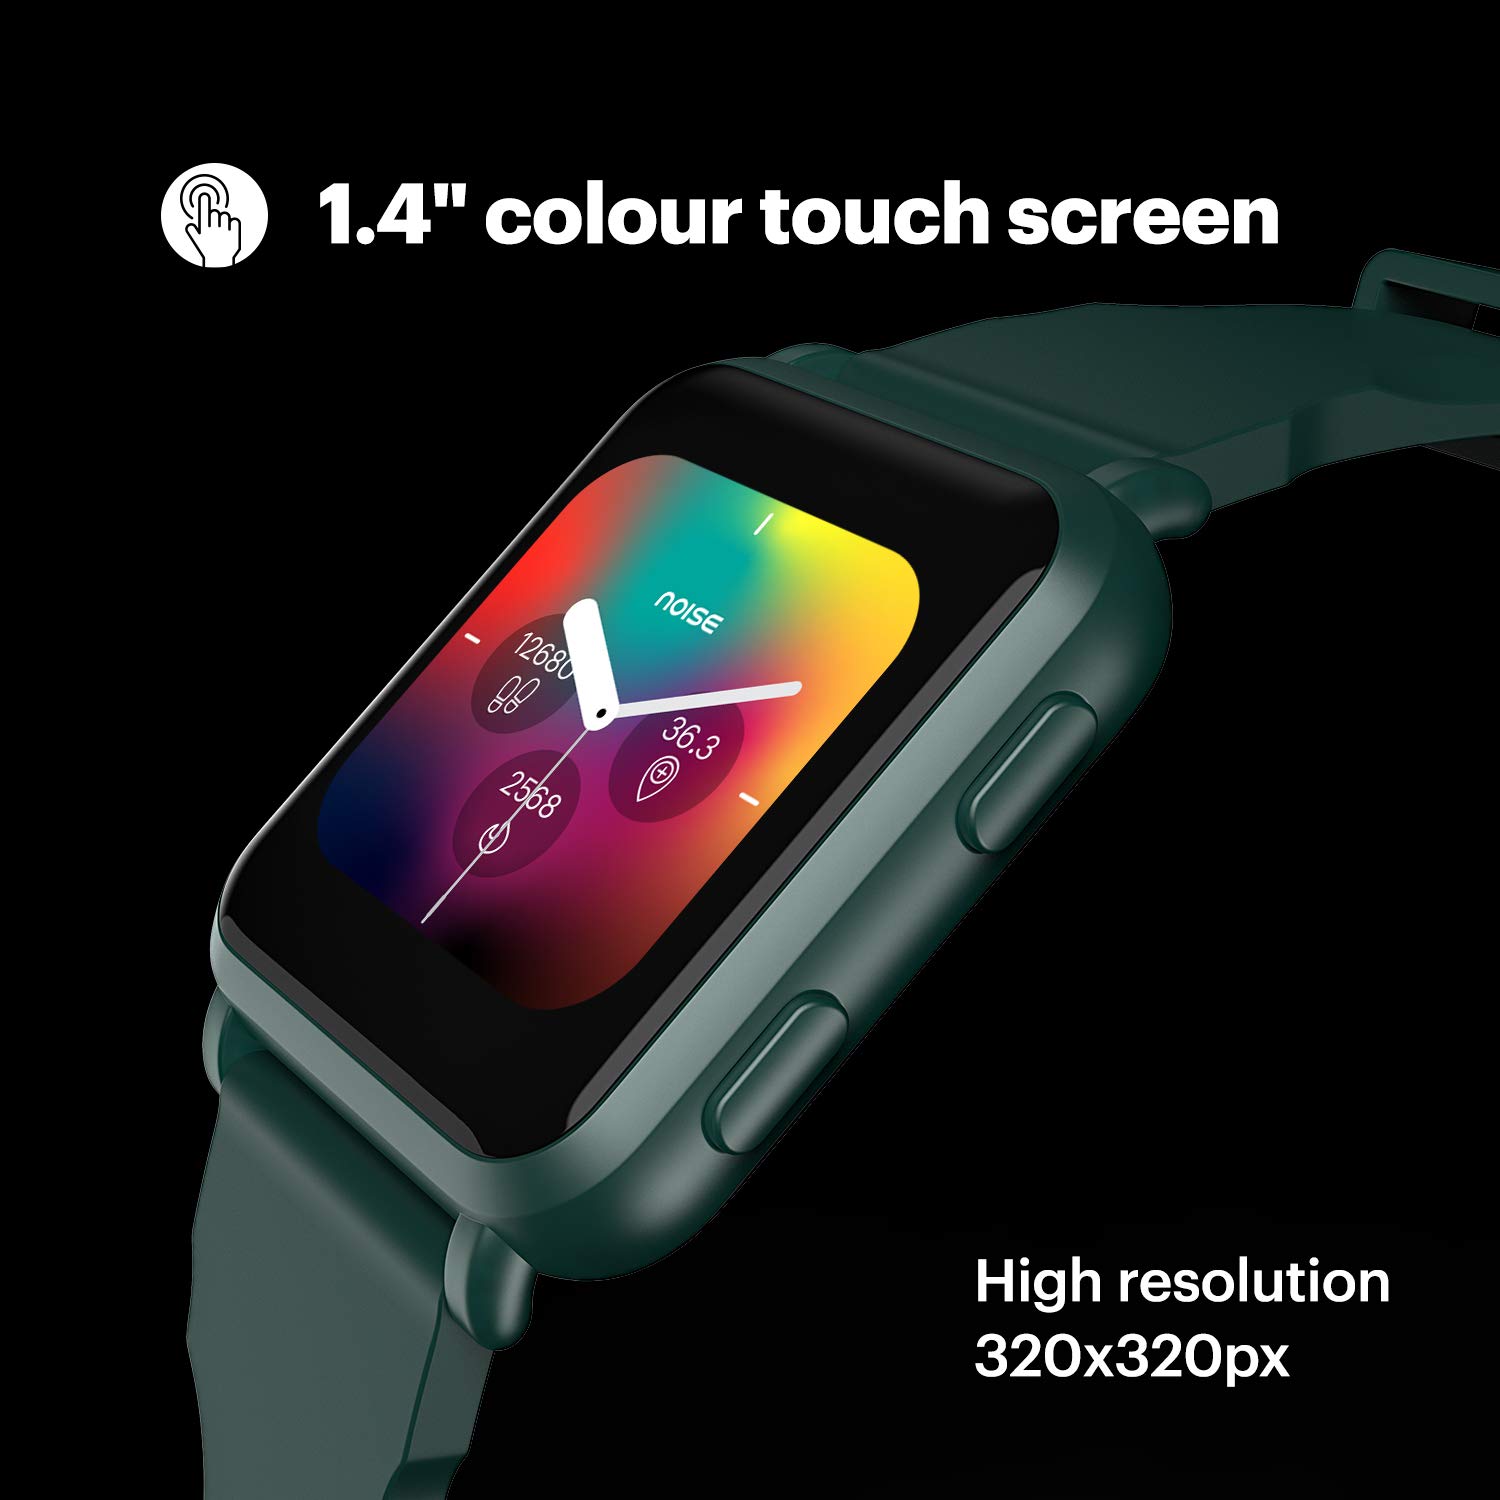 1.4" colour touch screen
NOISE
12680
36.3
2568
High resolution
320x320px